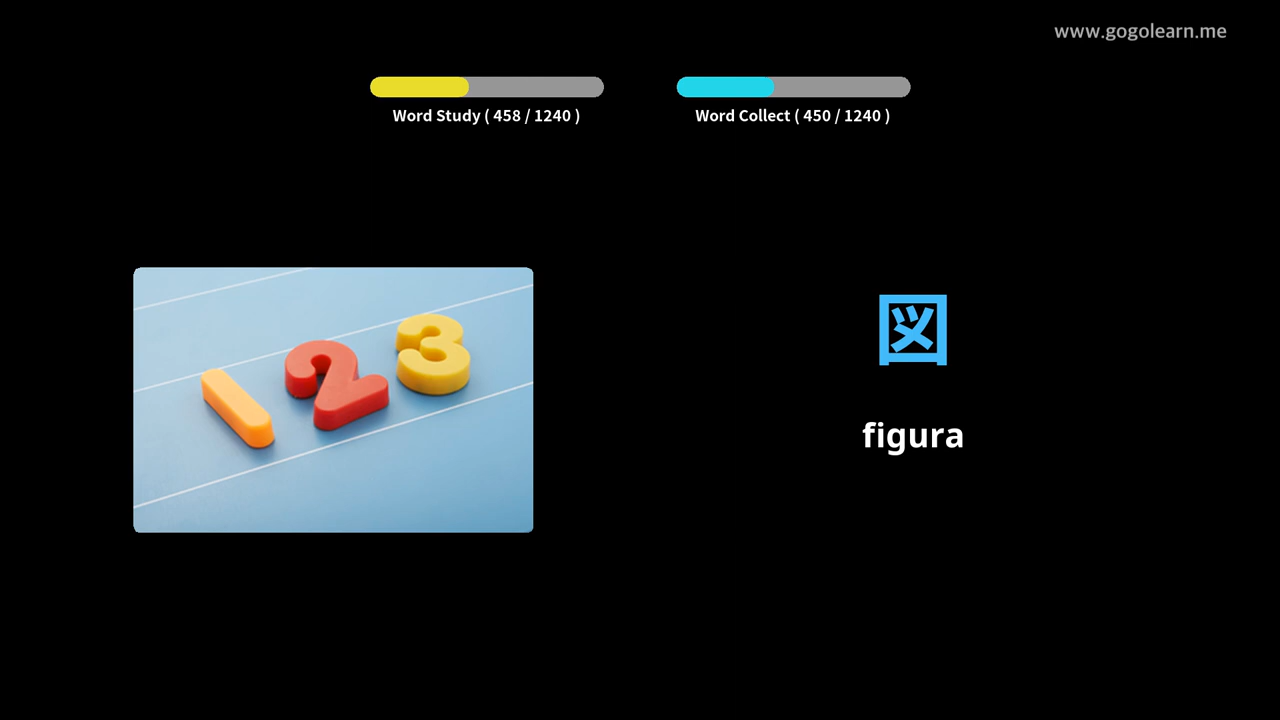 www.gogolearn.me
Word Study ( 458 / 1240 )
Word Collect ( 450 / 1240 )
1 2 3
図
figura